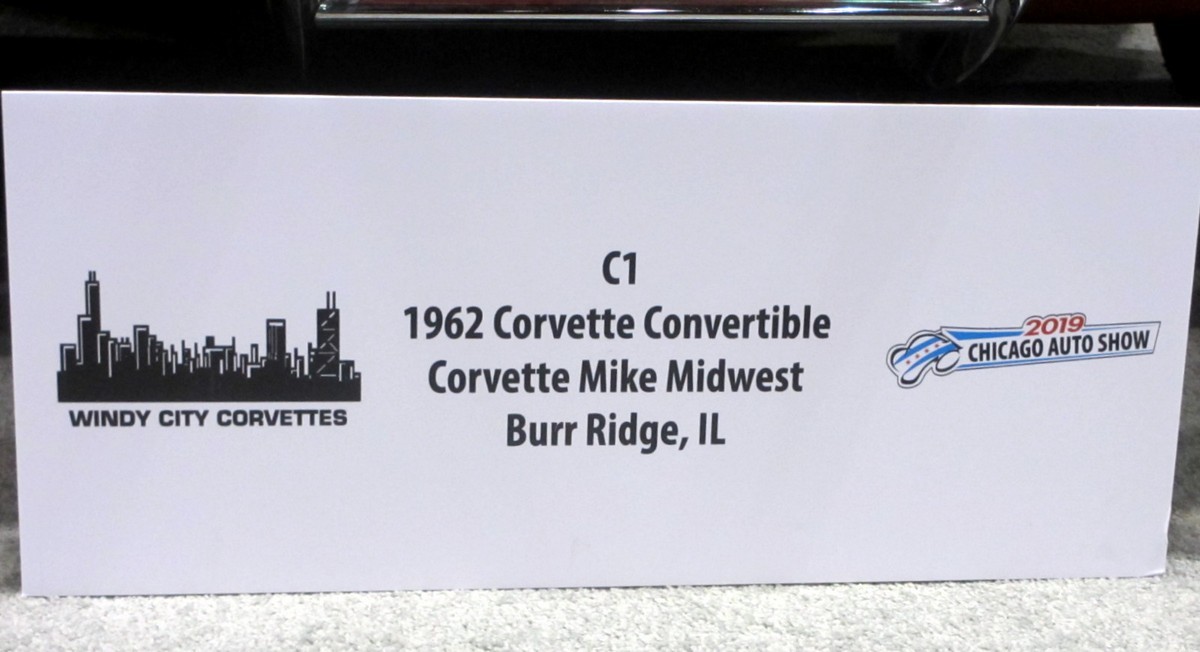 C1
1962 Corvette Convertible
Corvette Mike Midwest
Burr Ridge, IL
WINDY CITY CORVETTES
2019
CHICAGO AUTO SHOW